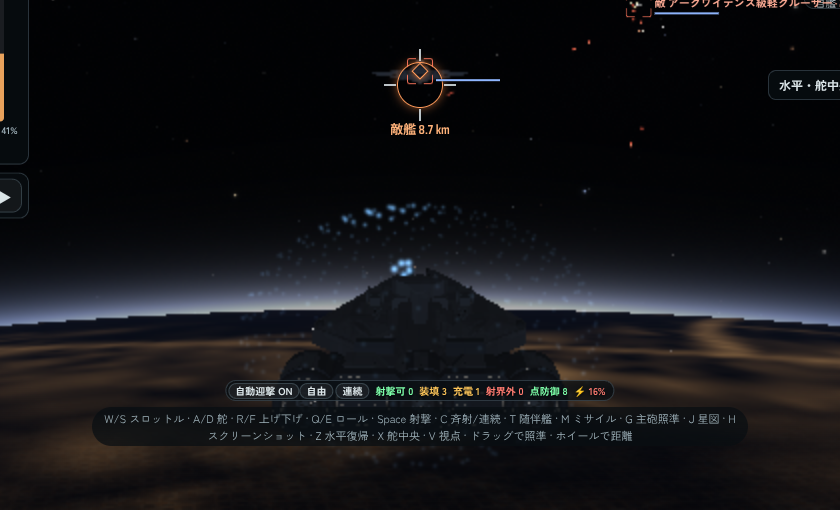 敵 アークワイテンス級軽クルーザー
41%
水平・舵中
敵艦 8.7 km
自動迎撃 ON 自由 連続 射撃可 0 装填 3 充電 1 射界外 0 点防御 8 ⚡ 16%
W/S スロットル · A/D 舵 · R/F 上げ下げ · Q/E ロール · Space 射撃 · C 斉射/連続 · T 随伴艦 · M ミサイル · G 主砲照準 · J 星図 · H
スクリーンショット · Z 水平復帰 · X 舵中央 · V 視点 · ドラッグで照準 · ホイールで距離